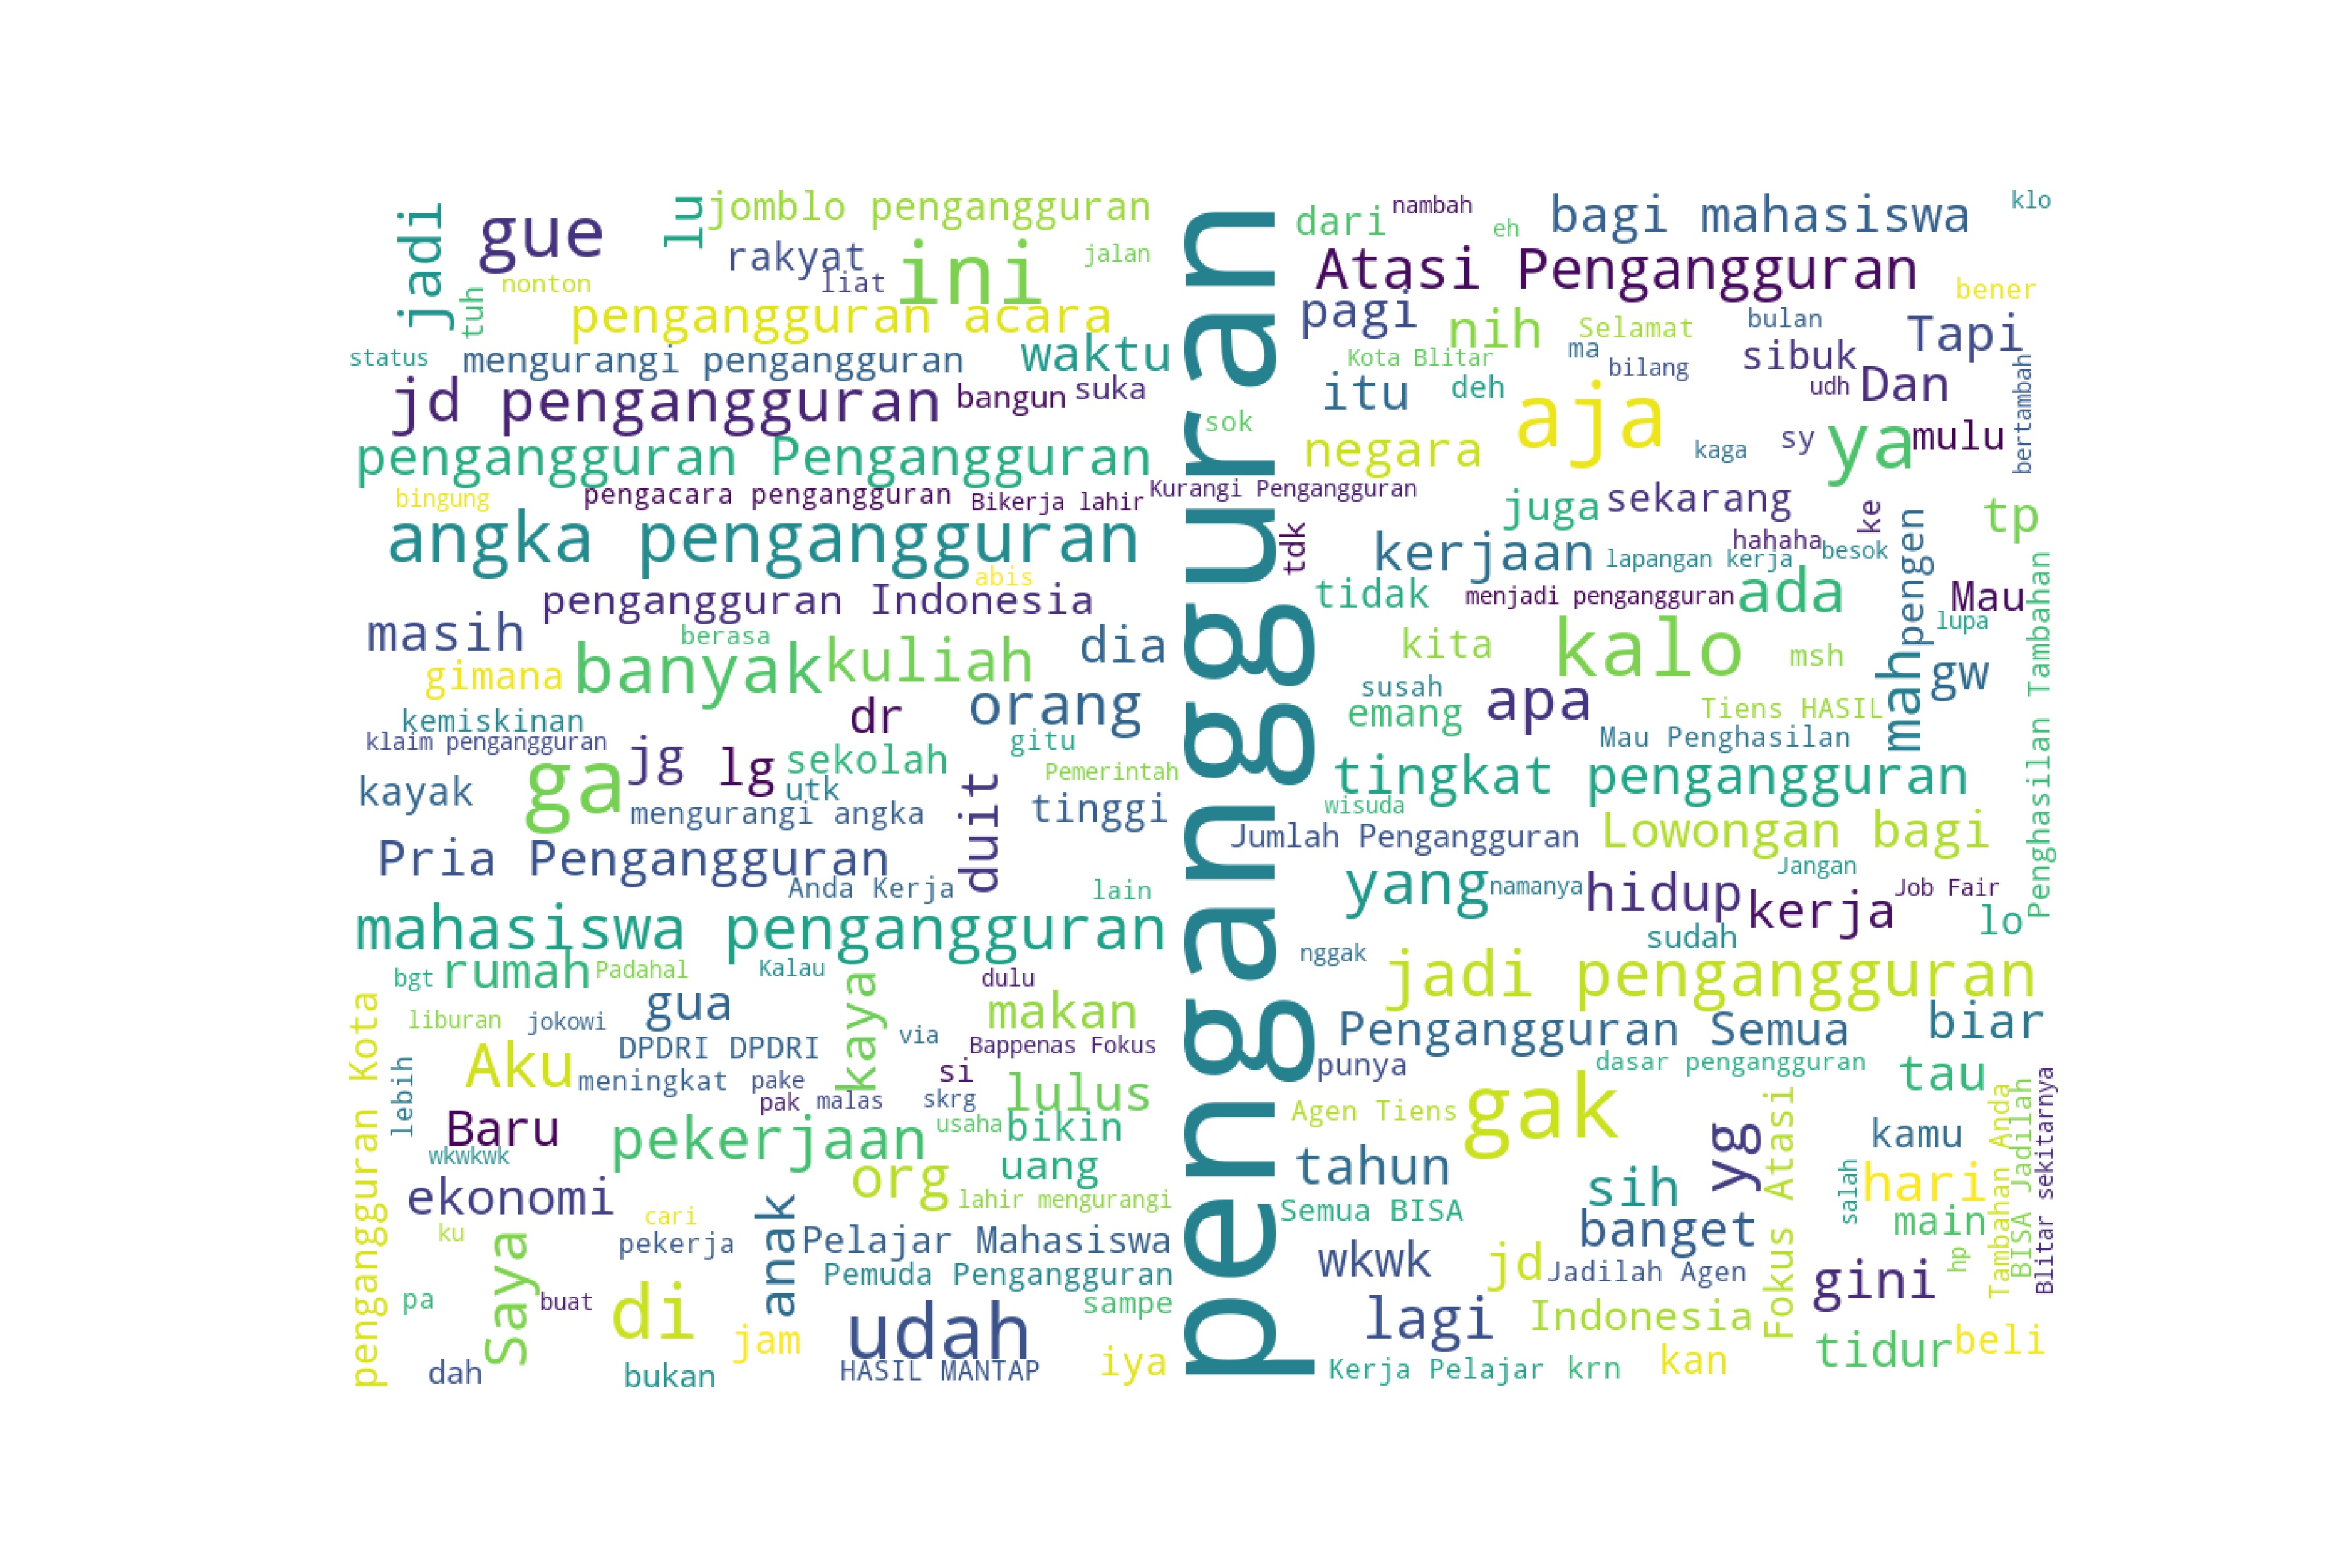 jadi
gue
lu
jomblo pengangguran
rakyat
liat
ini
jalan
tuh
nonton
pengangguran acara
status
mengurangi pengangguran
waktu
jd pengangguran
bangun
suka
pengangguran Pengangguran
bingung
pengacara pengangguran
Bikerja lahir
Kurangi Pengangguran
angka pengangguran
abis
pengangguran Indonesia
masih
berasa
dia
gimana
banyak
kuliah
kemiskinan
dr
orang
klaim pengangguran
jg
lg
sekolah
gitu
kayak
ga
utk
duit
Pemerintah
mengurangi angka
tinggi
Pria Pengangguran
Anda Kerja
lain
mahasiswa pengangguran
bgt
rumah
Padahal
Kalau
dulu
pengangguran Kota
liburan
jokowi
gua
kaya
makan
via
DPDRI DPDRI
Bappenas Fokus
lebih
Aku
meningkat
pake
si
lulus
pak
malas
skrg
Baru
wkwkwk
pekerjaan
usaha
bikin
uang
ekonomi
org
lahir mengurangi
cari
ku
Saya
pekerja
anak
Pelajar Mahasiswa
Pemuda Pengangguran
pa
buat
di
sampe
jam
udah
dah
bukan
HASIL MANTAP
iya
pengangguran
dari
nambah
eh
bagi mahasiswa
klo
Atasi Pengangguran
bener
pagi
nih
Selamat
bulan
Tapi
Kota Blitar
ma
bilang
sibuk
itu
deh
udh
Dan
bertambah
sok
aja
negara
kaga
sy
ya
mulu
juga
sekarang
ke
tp
tdk
kerjaan
hahaha
lapangan kerja
besok
mah
pengen
tidak
menjadi pengangguran
ada
Mau
Penghasilan Tambahan
kita
kalo
msh
lupa
susah
gw
emang
apa
Tiens HASIL
Mau Penghasilan
tingkat pengangguran
wisuda
Jumlah Pengangguran
Lowongan bagi
Jangan
yang
namanya
hidup
Job Fair
kerja
lo
sudah
nggak
jadi pengangguran
Pengangguran Semua
biar
punya
dasar pengangguran
tau
Agen Tiens
gak
yg
Fokus Atasi
kamu
Tambahan Anda
BISA Jadilah
Blitar sekitarnya
tahun
sih
salah
hari
Semua BISA
banget
main
wkwk
jd
Jadilah Agen
gini
hp
lagi
Indonesia
tidur
beli
Kerja Pelajar
krn
kan